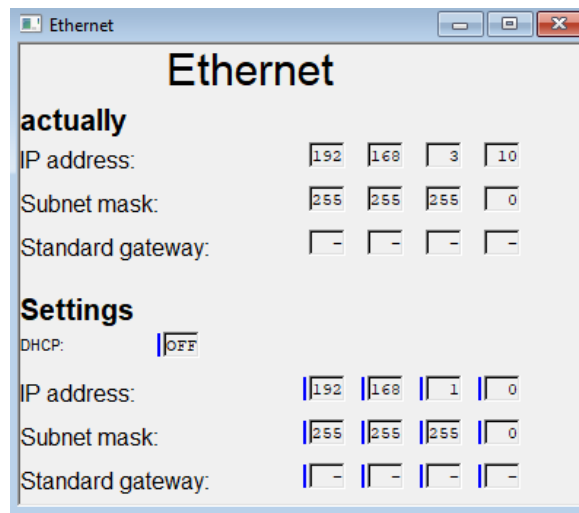 Ethernet
Ethernet
actually
IP address: 192 168 3 10
Subnet mask: 255 255 255 0
Standard gateway: - - - -
Settings
DHCP: OFF
IP address: 192 168 1 0
Subnet mask: 255 255 255 0
Standard gateway: - - - -